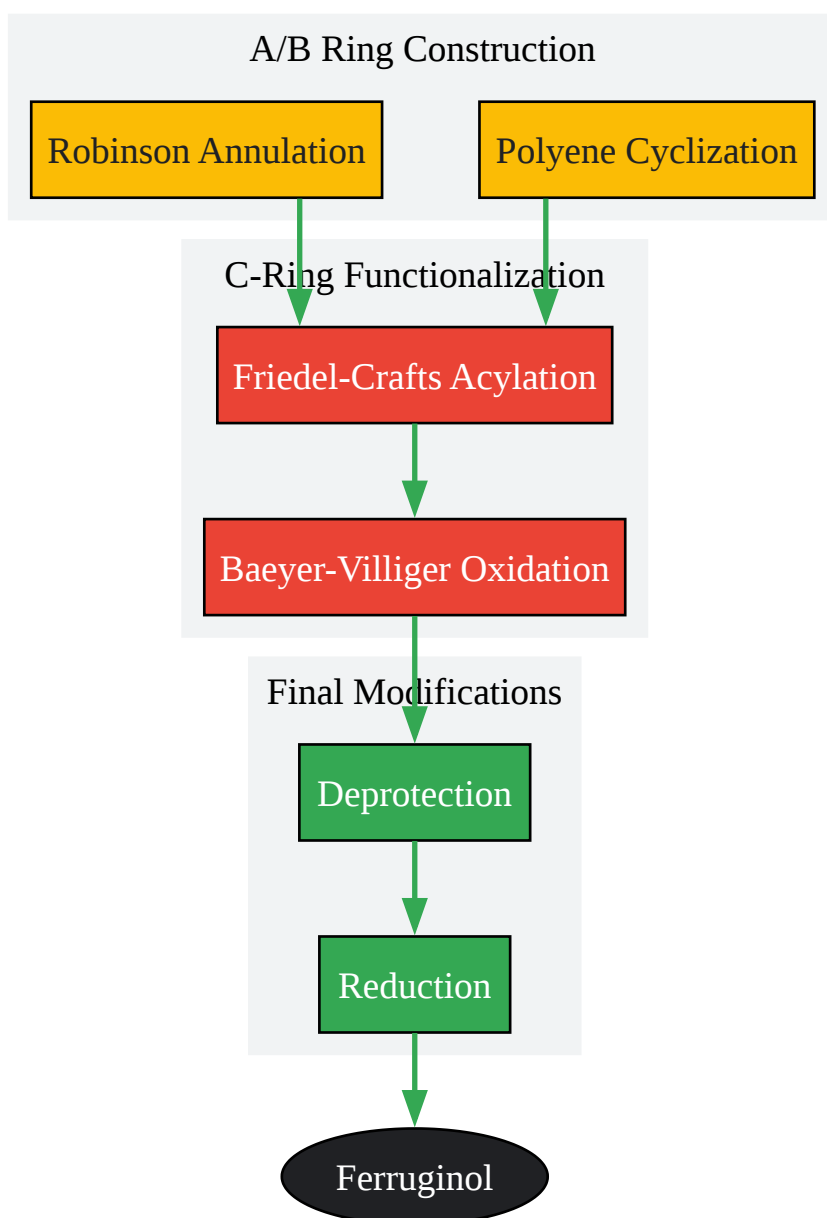 A/B Ring Construction
Robinson Annulation
Polyene Cyclization
C-Ring Functionalization
Friedel-Crafts Acylation
Baeyer-Villiger Oxidation
Final Modifications
Deprotection
Reduction
Ferruginol